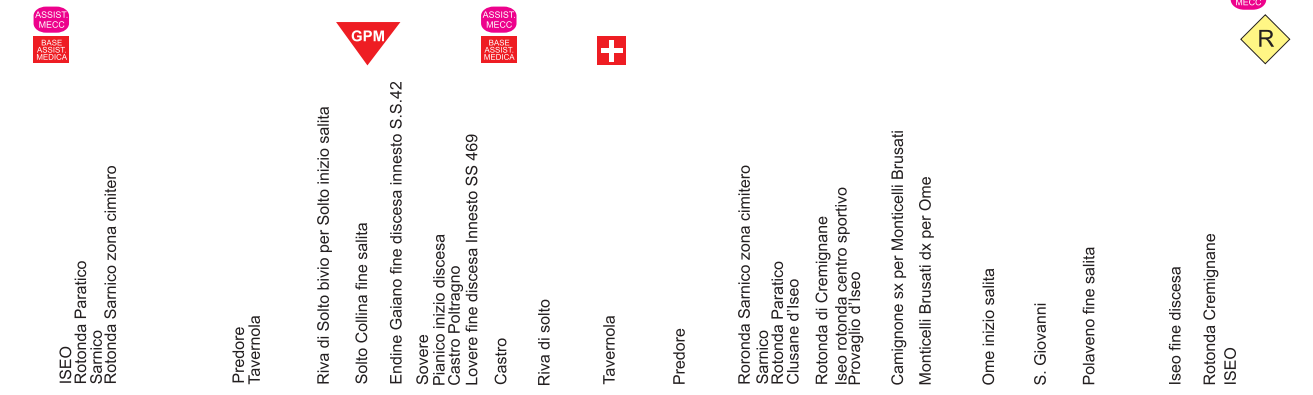 ASSIST.
MECC
BASE
ASSIST.
MEDICA
GPM
ASSIST.
MECC
BASE
ASSIST.
MEDICA
MECC
R
ISEO
Rotonda Paratico
Sarnico
Rotonda Sarnico zona cimitero
Predore
Tavernola
Riva di Solto bivio per Solto inizio salita
Solto Collina fine salita
Endine Gaiano fine discesa innesto S.S.42
Sovere
Pianico inizio discesa
Castro Poltragno
Lovere fine discesa Innesto SS 469
Castro
Riva di solto
Tavernola
Predore
Roronda Sarnico zona cimitero
Sarnico
Rotonda Paratico
Clusane d'Iseo
Rotonda di Cremignane
Iseo rotonda centro sportivo
Provaglio d'Iseo
Camignone sx per Monticelli Brusati
Monticelli Brusati dx per Ome
Ome inizio salita
S. Giovanni
Polaveno fine salita
Iseo fine discesa
Rotonda Cremignane
ISEO